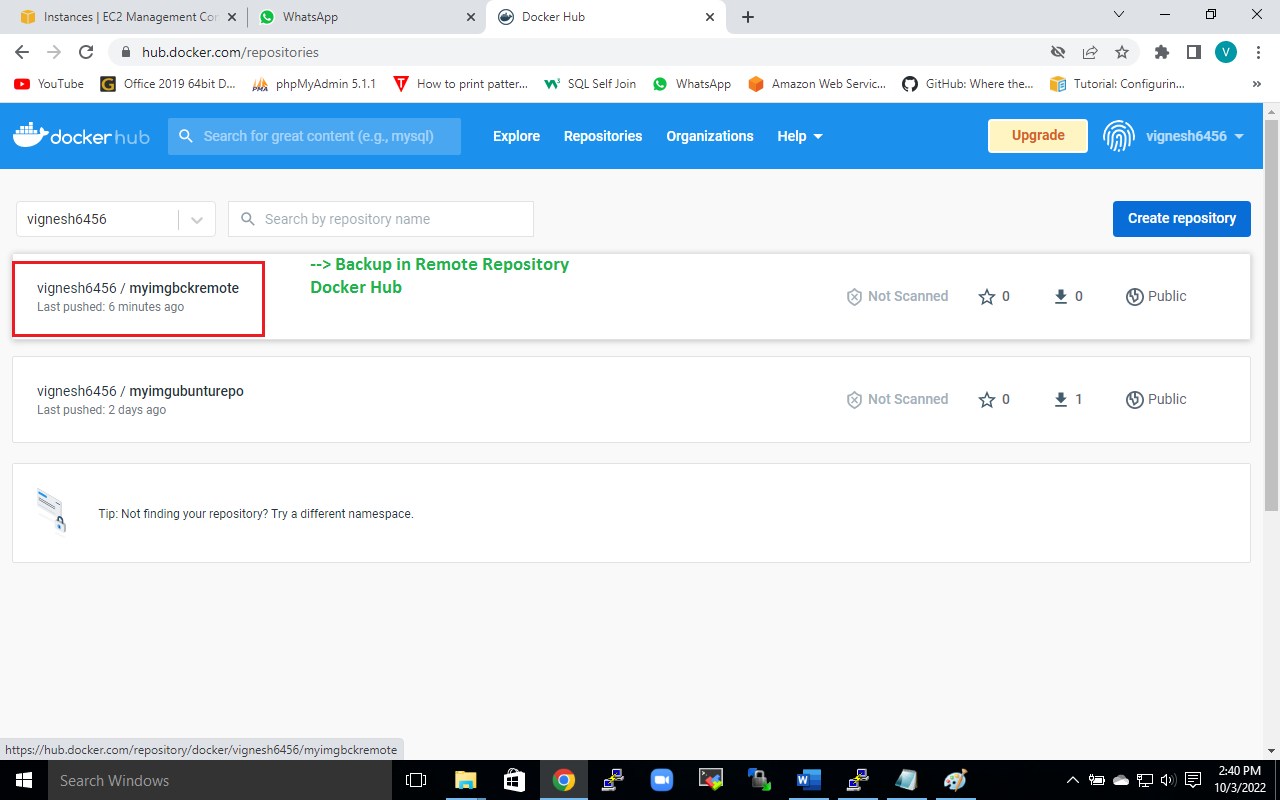 Instances | EC2 Management Con
WhatsApp
Docker Hub
hub.docker.com/repositories
V
YouTube
Office 2019 64bit D...
phpMyAdmin 5.1.1
How to print patter...
SQL Self Join
WhatsApp
Amazon Web Servic...
GitHub: Where the...
Tutorial: Configurin...
»
docker hub
Search for great content (e.g., mysql)
Explore
Repositories
Organizations
Help
Upgrade
vignesh6456
vignesh6456
Search by repository name
Create repository
--> Backup in Remote Repository
Docker Hub
vignesh6456 / myimgbckremote
Last pushed: 6 minutes ago
Not Scanned
0
0
Public
vignesh6456 / myimgubunturepo
Last pushed: 2 days ago
Not Scanned
0
1
Public
Tip: Not finding your repository? Try a different namespace.
https://hub.docker.com/repository/docker/vignesh6456/myimgbckremote
Search Windows
2:40 PM
10/3/2022